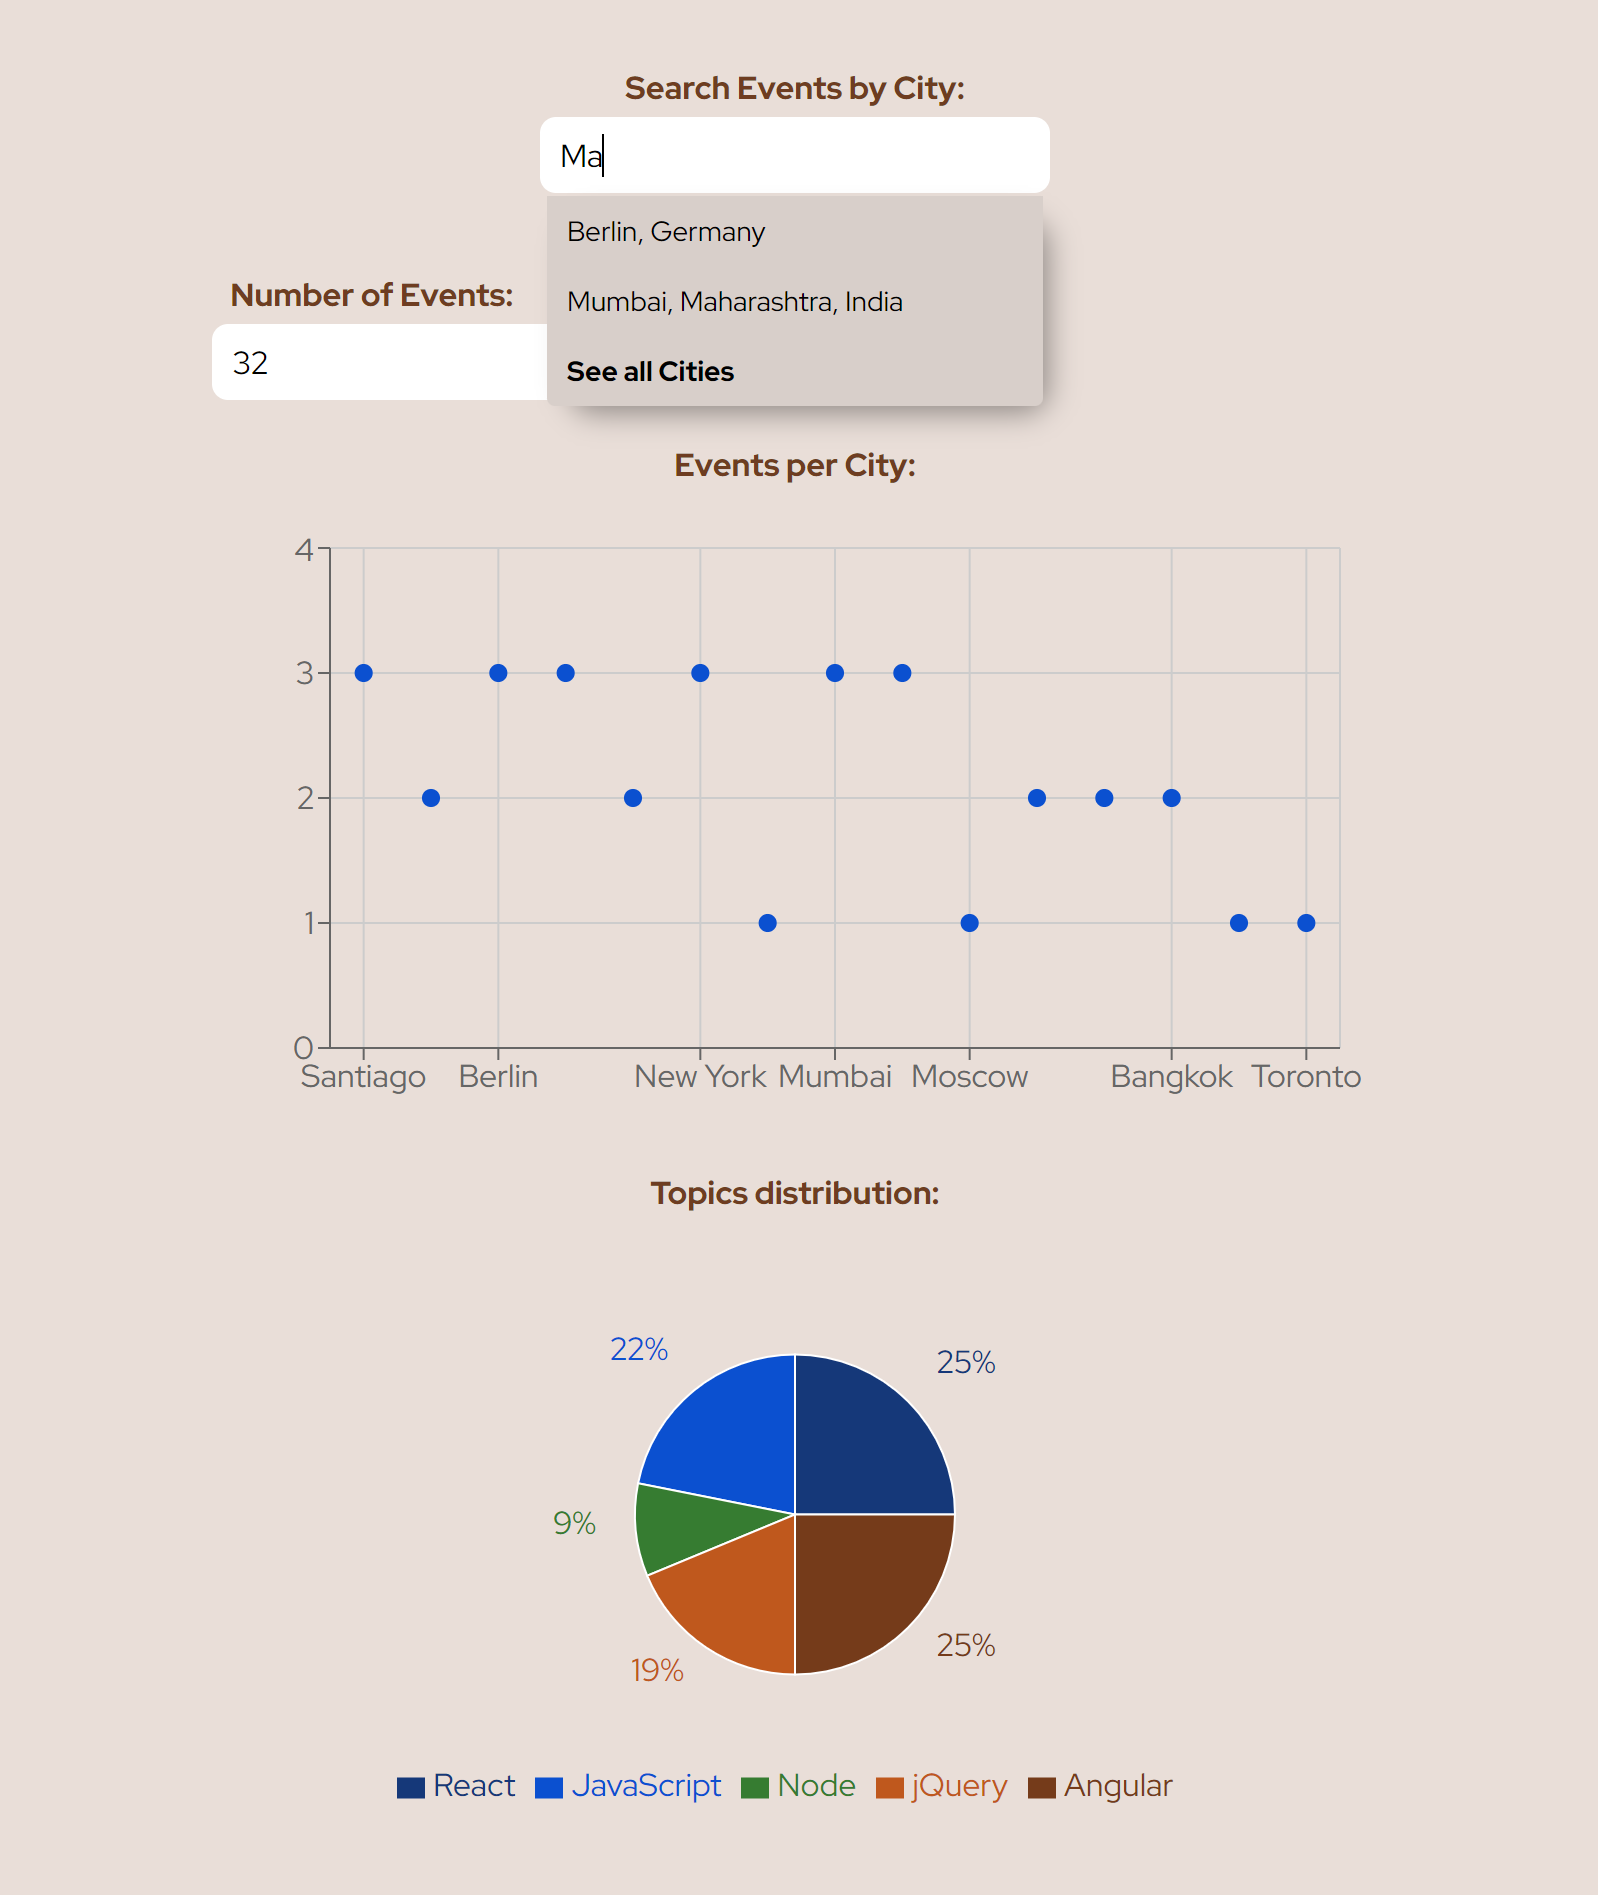 Search Events by City:
Ma
Berlin, Germany
Mumbai, Maharashtra, India
See all Cities
Number of Events:
32
Events per City:
4
3
2
1
0
Santiago Berlin New York Mumbai Moscow Bangkok Toronto
Topics distribution:
22% 25%
9%
19% 25%
React JavaScript Node jQuery Angular